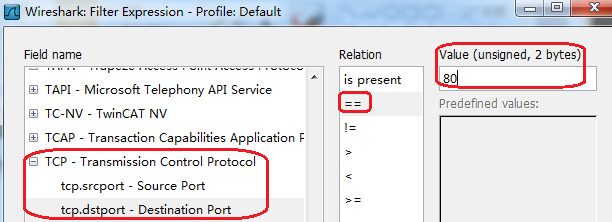 Wireshark: Filter Expression - Profile: Default
Field name
Relation
Value (unsigned, 2 bytes)
TAPI - Microsoft Telephony API Service
TC-NV - TwinCAT NV
TCAP - Transaction Capabilities Application P
TCP - Transmission Control Protocol
tcp.srcport - Source Port
tcp.dstport - Destination Port
is present
==
!=
>
<
>=
80
Predefined values: